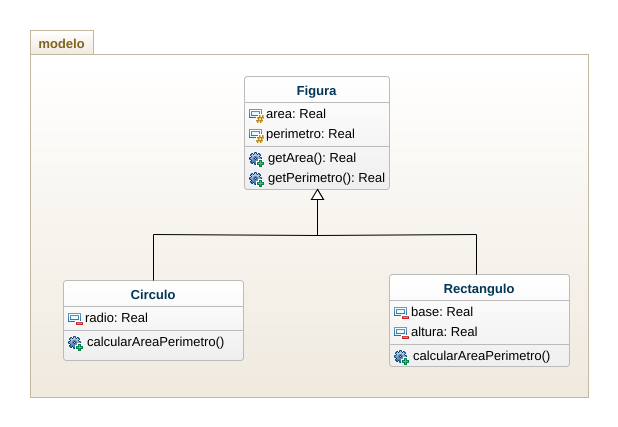 modelo
Figura
area: Real
perimetro: Real
getArea(): Real
getPerimetro(): Real
Circulo
radio: Real
calcularAreaPerimetro()
Rectangulo
base: Real
altura: Real
calcularAreaPerimetro()